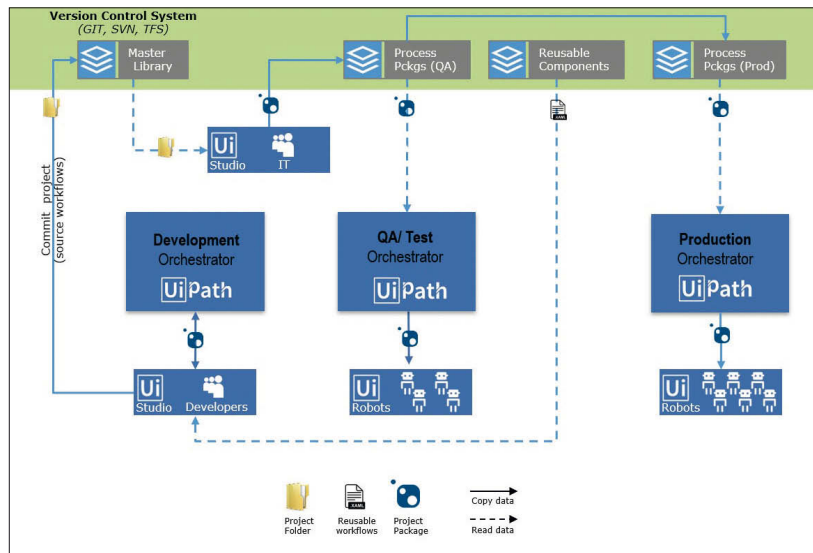 Version Control System
(GIT, SVN, TFS)
Master
Library
Process
Pckgs (QA)
Reusable
Components
Process
Pckgs (Prod)
XAML
Ui
Studio
IT
Commit project
(source workflows)
Development
Orchestrator
UiPath
QA/ Test
Orchestrator
UiPath
Production
Orchestrator
UiPath
Ui
Studio
Developers
Ui
Robots
Ui
Robots
XAML
Project
Folder
Reusable
workflows
Project
Package
Copy data
Read data